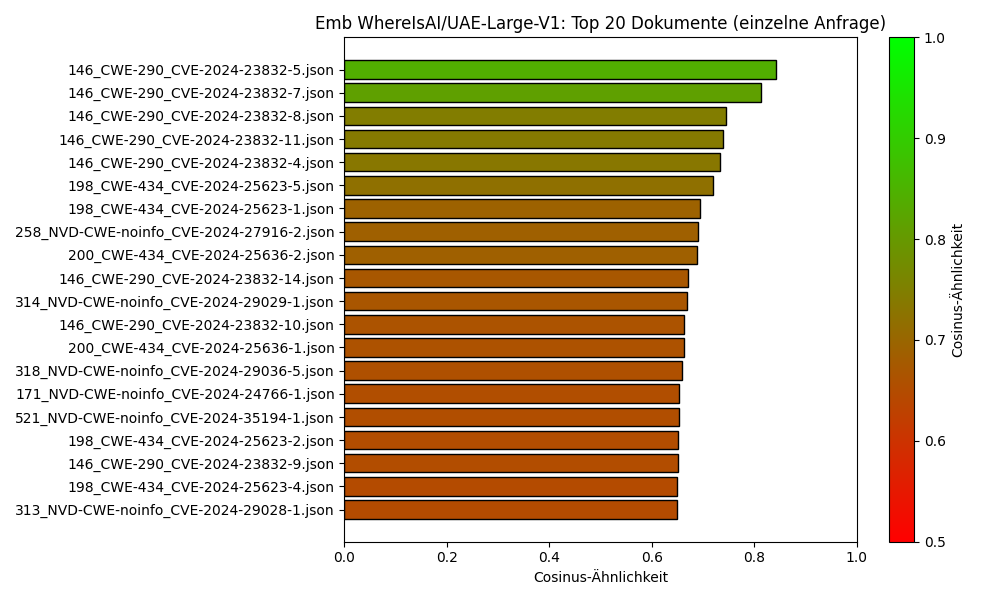 Emb WhereIsAI/UAE-Large-V1: Top 20 Dokumente (einzelne Anfrage)
146_CWE-290_CVE-2024-23832-5.json
146_CWE-290_CVE-2024-23832-7.json
146_CWE-290_CVE-2024-23832-8.json
146_CWE-290_CVE-2024-23832-11.json
146_CWE-290_CVE-2024-23832-4.json
198_CWE-434_CVE-2024-25623-5.json
198_CWE-434_CVE-2024-25623-1.json
258_NVD-CWE-noinfo_CVE-2024-27916-2.json
200_CWE-434_CVE-2024-25636-2.json
146_CWE-290_CVE-2024-23832-14.json
314_NVD-CWE-noinfo_CVE-2024-29029-1.json
146_CWE-290_CVE-2024-23832-10.json
200_CWE-434_CVE-2024-25636-1.json
318_NVD-CWE-noinfo_CVE-2024-29036-5.json
171_NVD-CWE-noinfo_CVE-2024-24766-1.json
521_NVD-CWE-noinfo_CVE-2024-35194-1.json
198_CWE-434_CVE-2024-25623-2.json
146_CWE-290_CVE-2024-23832-9.json
198_CWE-434_CVE-2024-25623-4.json
313_NVD-CWE-noinfo_CVE-2024-29028-1.json
0.0 0.2 0.4 0.6 0.8 1.0
Cosinus-Ähnlichkeit
1.0
0.9
0.8
0.7
0.6
0.5
Cosinus-Ähnlichkeit